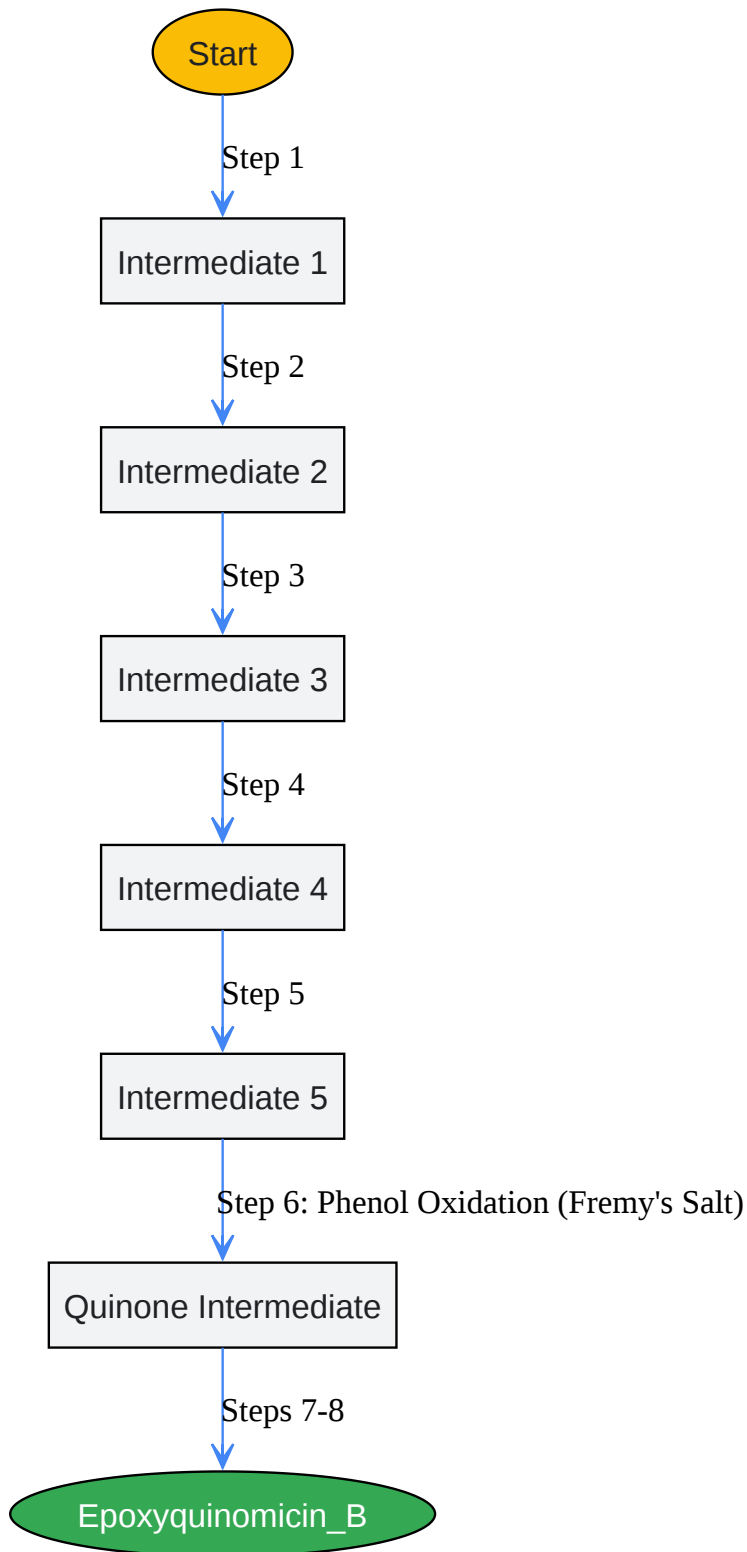 Start
Step 1
Intermediate 1
Step 2
Intermediate 2
Step 3
Intermediate 3
Step 4
Intermediate 4
Step 5
Intermediate 5
Step 6: Phenol Oxidation (Fremy's Salt)
Quinone Intermediate
Steps 7-8
Epoxyquinomicin_B